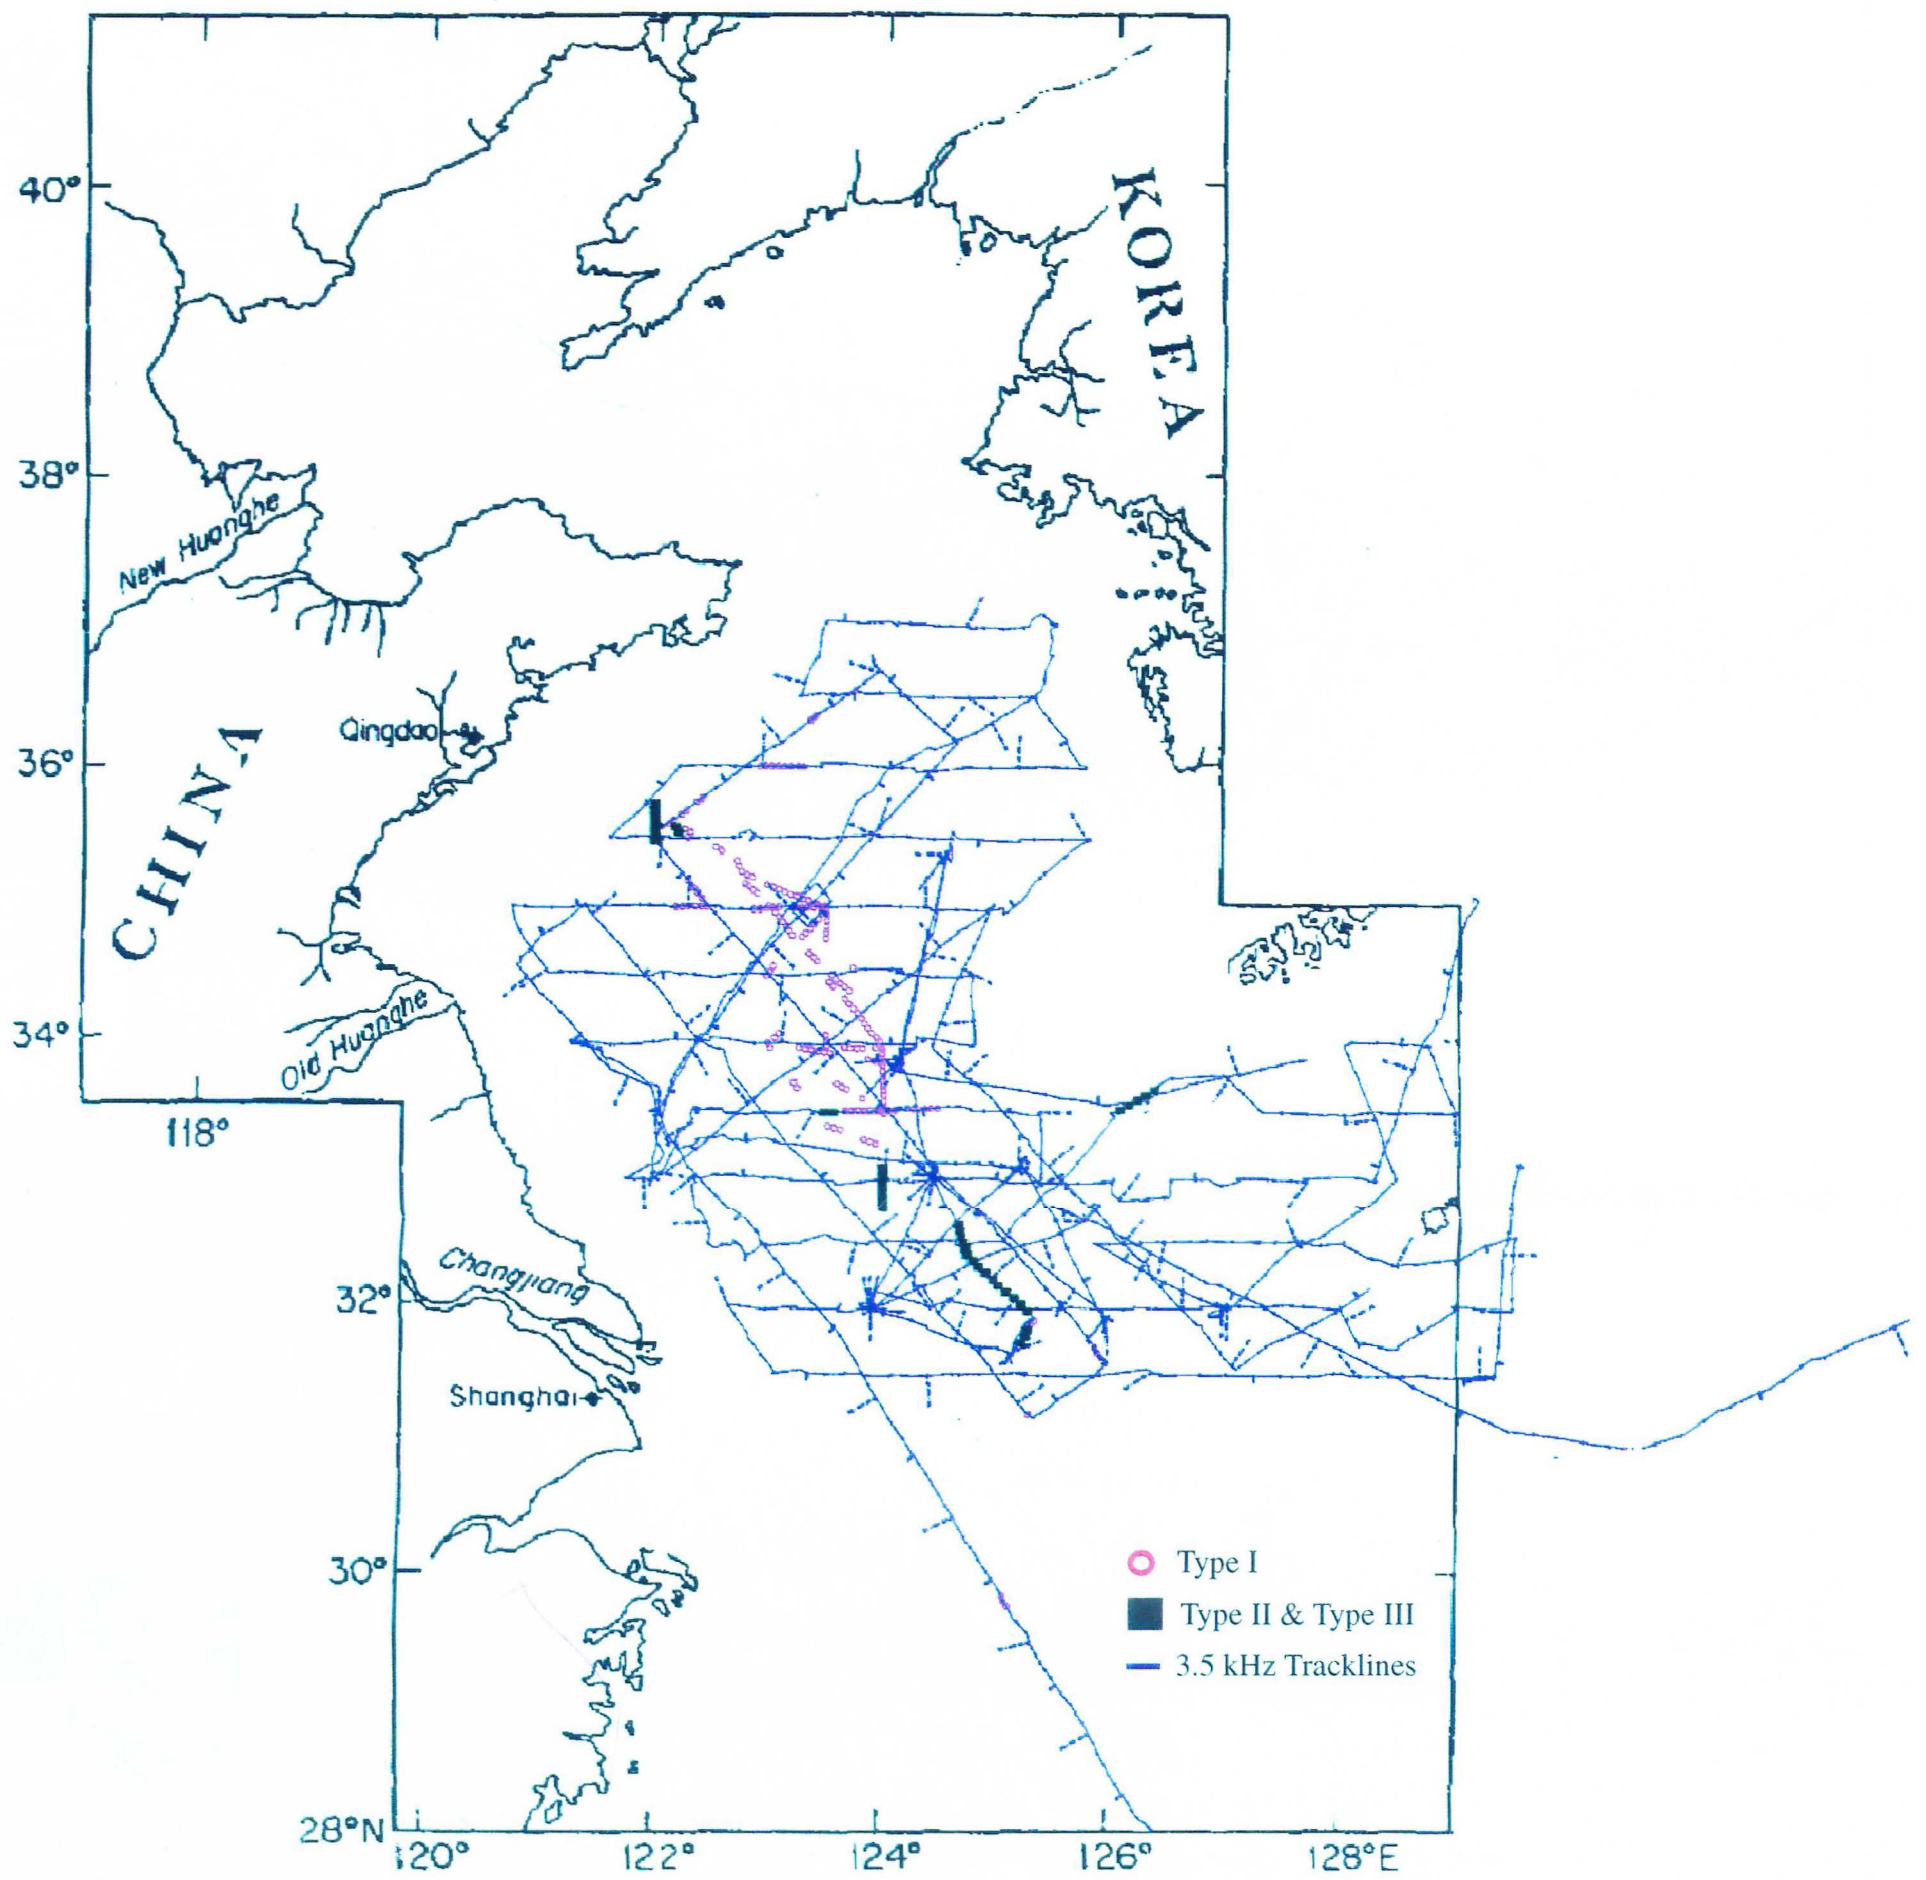 40°
KOREA
38°
New Huanghe
Qingdao
36°
CHINA
34°
Old Huanghe
118°
Changjiang
32°
Shanghai
30°
Type I
Type II & Type III
3.5 kHz Tracklines
28°N
120° 122° 124° 126° 128°E